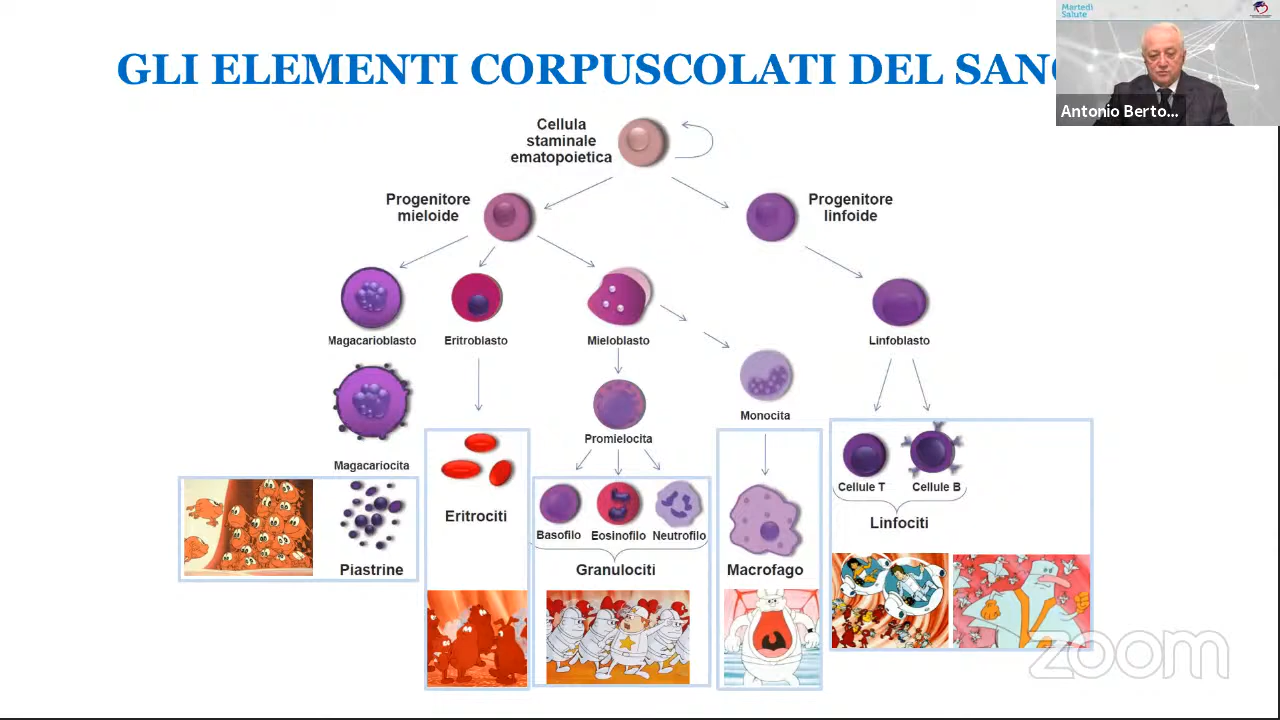 Martedì
Salute
GLI ELEMENTI CORPUSCOLATI DEL SANG
Antonio Berto...
Cellula
staminale
ematopoietica
Progenitore
mieloide
Progenitore
linfoide
Magacarioblasto
Eritroblasto
Mieloblasto
Linfoblasto
Monocita
Promielocita
Magacariocita
Cellule T
Cellule B
Eritrociti
Linfociti
Basofilo
Eosinofilo
Neutrofilo
Piastrine
Granulociti
Macrofago
zoom